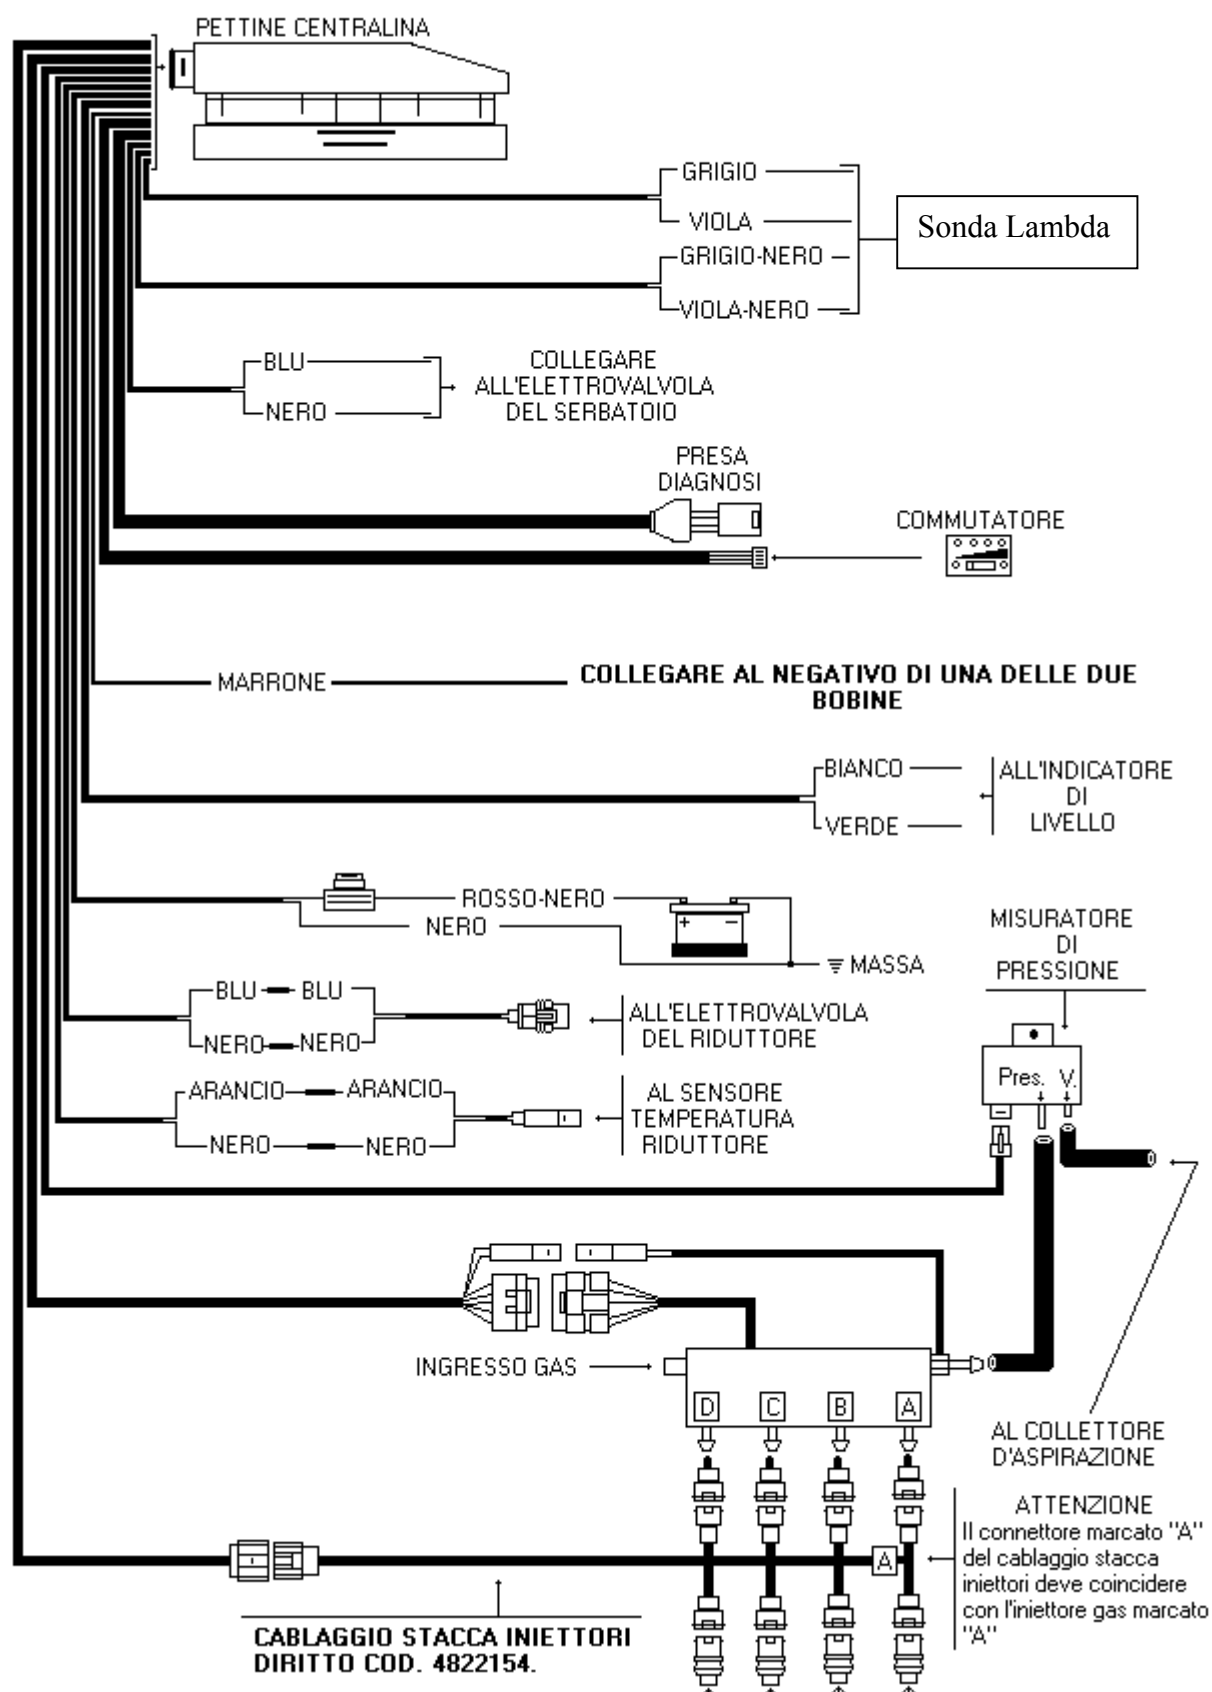 PETTINE CENTRALINA
GRIGIO
VIOLA
GRIGIO-NERO
VIOLA-NERO
Sonda Lambda
BLU
NERO
COLLEGARE
ALL'ELETTROVALVOLA
DEL SERBATOIO
PRESA
DIAGNOSI
COMMUTATORE
MARRONE
COLLEGARE AL NEGATIVO DI UNA DELLE DUE
BOBINE
BIANCO
VERDE
ALL'INDICATORE
DI
LIVELLO
ROSSO-NERO
NERO
+ −
MASSA
MISURATORE
DI
PRESSIONE
BLU BLU
NERO NERO
ALL'ELETTROVALVOLA
DEL RIDUTTORE
Pres. V.
ARANCIO ARANCIO
NERO NERO
AL SENSORE
TEMPERATURA
RIDUTTORE
INGRESSO GAS
D C B A
AL COLLETTORE
D'ASPIRAZIONE
A
ATTENZIONE
Il connettore marcato "A"
del cablaggio stacca
iniettori deve coincidere
con l'iniettore gas marcato
"A"
CABLAGGIO STACCA INIETTORI
DIRITTO COD. 4822154.